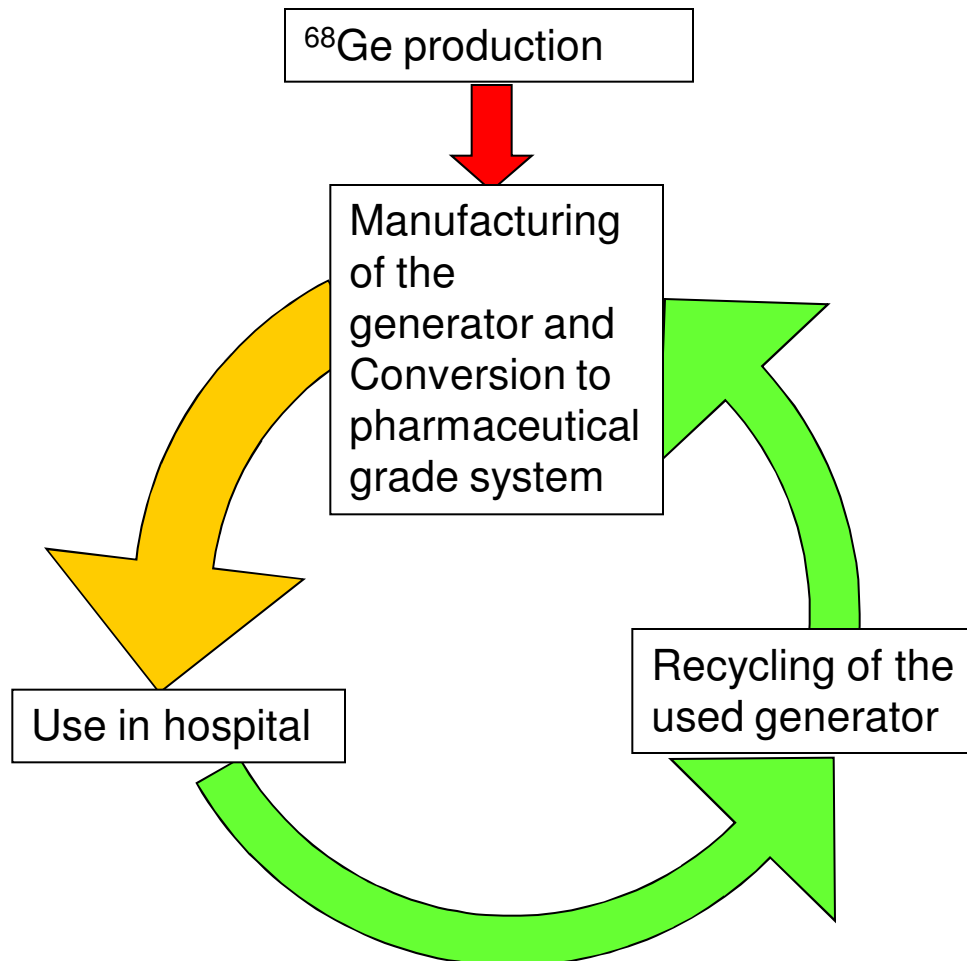 ⁶⁸Ge production
Manufacturing
of the
generator and
Conversion to
pharmaceutical
grade system
Use in hospital
Recycling of the
used generator